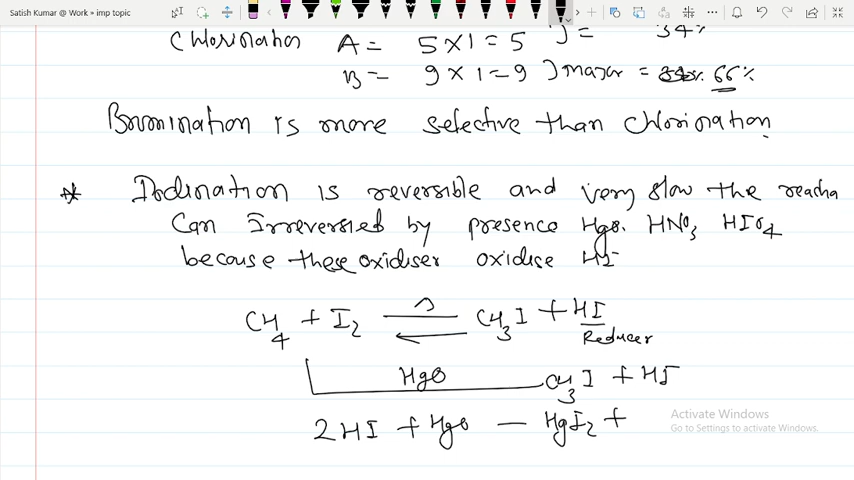 Satish Kumar @ Work » imp topic
Chlorination A = 5 X 1 = 5 } = 34%
B = 9 X 1 = 9 } major = 66%
Bromination is more selective than Chlorination
* Iodination is reversible and very slow the reactio
Can Irreversied by presence HgO. HNO3 HIO4
because these oxidiser oxidise HI
CH4 + I2 Δ ⇌ CH3I + HI
Reducer
HgO CH3I + HI
2HI + HgO — HgI2 +
Activate Windows
Go to Settings to activate Windows.